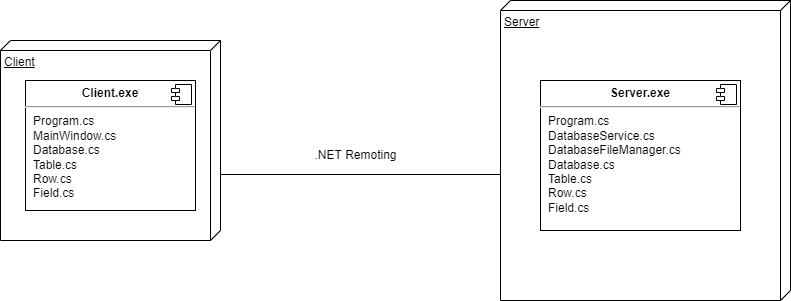 Client
Client.exe
Program.cs
MainWindow.cs
Database.cs
Table.cs
Row.cs
Field.cs
.NET Remoting
Server
Server.exe
Program.cs
DatabaseService.cs
DatabaseFileManager.cs
Database.cs
Table.cs
Row.cs
Field.cs